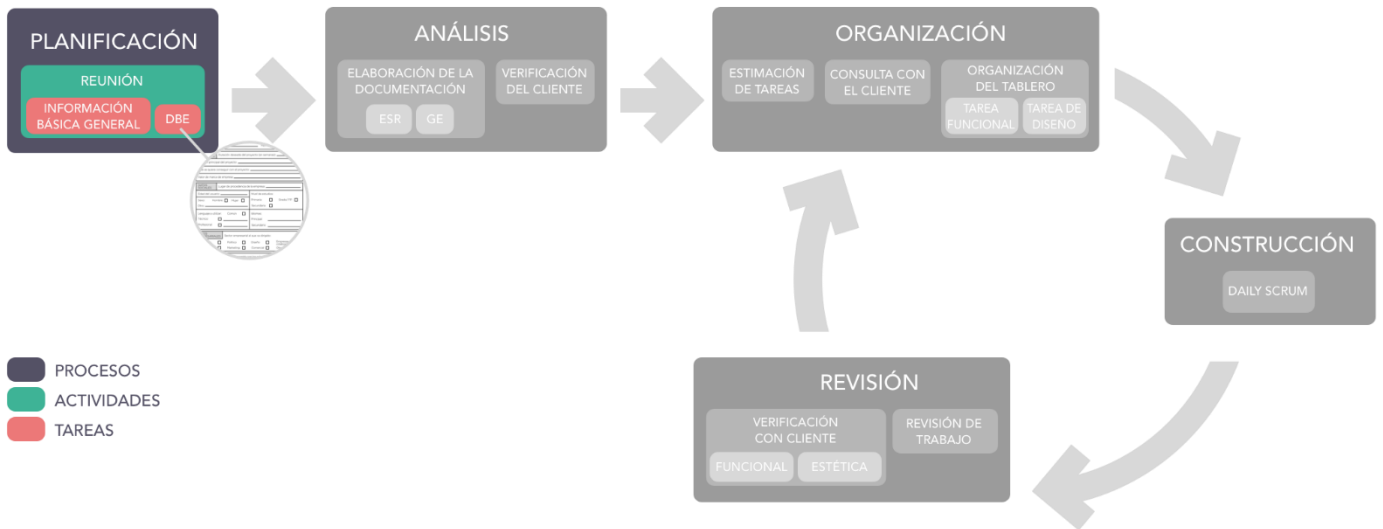 PLANIFICACIÓN
REUNIÓN
INFORMACIÓN
BÁSICA GENERAL
DBE
ANÁLISIS
ELABORACIÓN DE LA
DOCUMENTACIÓN
ESR
GE
VERIFICACIÓN
DEL CLIENTE
ORGANIZACIÓN
ESTIMACIÓN
DE TAREAS
CONSULTA CON
EL CLIENTE
ORGANIZACIÓN
DEL TABLERO
TAREA
FUNCIONAL
TAREA DE
DISEÑO
CONSTRUCCIÓN
DAILY SCRUM
REVISIÓN
VERIFICACIÓN
CON CLIENTE
FUNCIONAL
ESTÉTICA
REVISIÓN DE
TRABAJO
PROCESOS
ACTIVIDADES
TAREAS